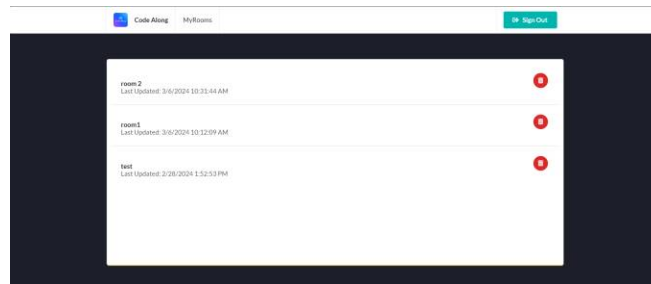 Code Along MyRooms Sign Out
room 2
Last Updated: 3/6/2024 10:31:44 AM
room1
Last Updated: 3/6/2024 10:12:09 AM
test
Last Updated: 2/28/2024 1:52:53 PM